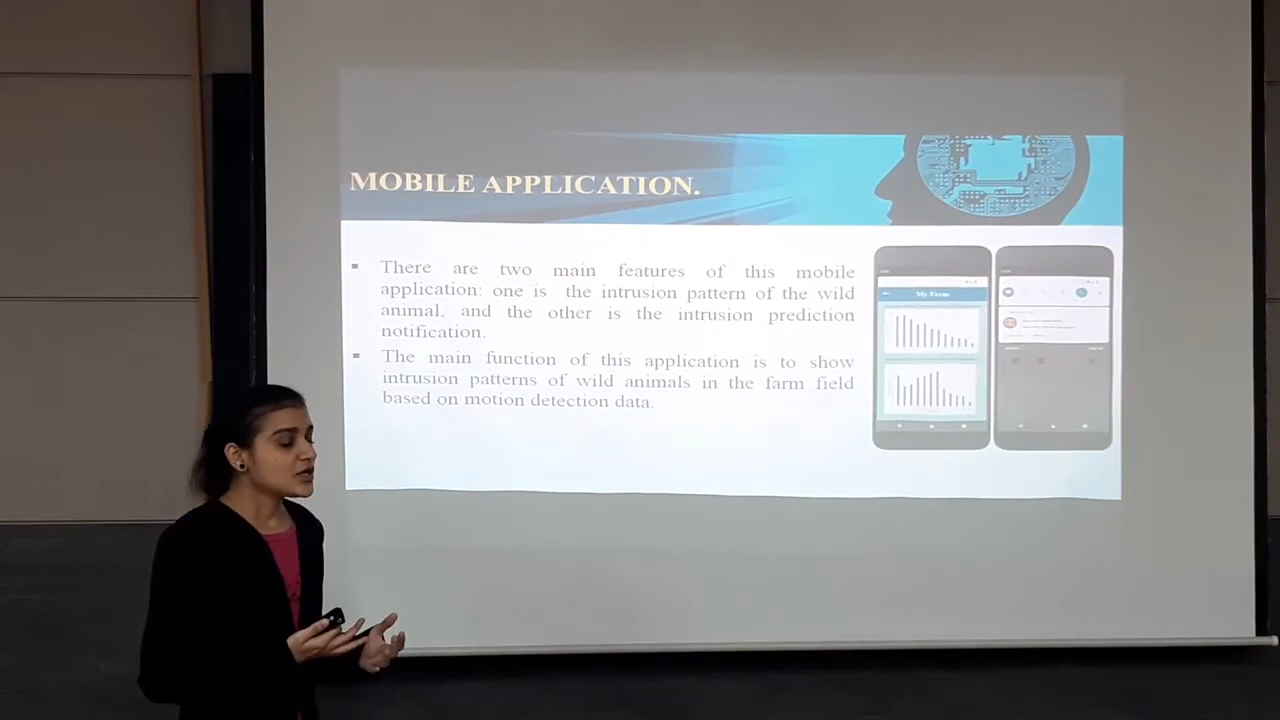 MOBILE APPLICATION.
There are two main features of this mobile
application: one is the intrusion pattern of the wild
animal, and the other is the intrusion prediction
notification.
The main function of this application is to show
intrusion patterns of wild animals in the farm field
based on motion detection data.
My Farm